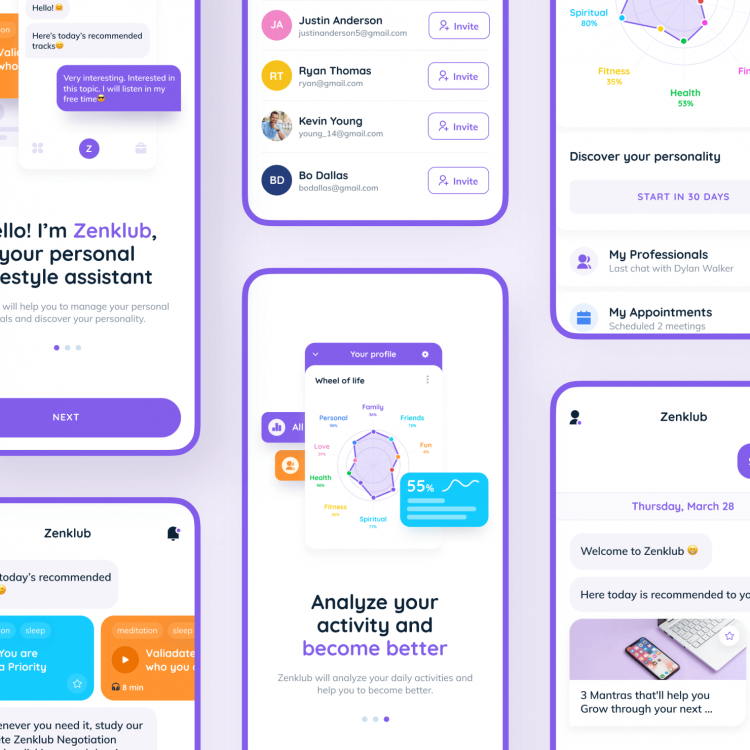 Hello! 😊
Here's today's recommended
tracks😊
Very interesting. Interested in
this topic. I will listen in my
free time😎
Z
Hello! I'm Zenklub,
your personal
lifestyle assistant
will help you to manage your personal
and discover your personality.
NEXT
Zenklub
today's recommended
sleep
You are
a Priority
meditation
sleep
Valiadate
who you
8 min
Whenever you need it, study our
Zenklub Negotiation
JA
Justin Anderson
justinanderson5@gmail.com
Invite
RT
Ryan Thomas
ryan@gmail.com
Invite
Kevin Young
young_14@gmail.com
Invite
BD
Bo Dallas
bodallas@gmail.com
Invite
Your profile
Wheel of life
Family
Personal
Friends
Love
Fun
Health
Fitness
Spiritual
77%
All
55%
Analyze your
activity and
become better
Zenklub will analyze your daily activities and
help you to become better.
Spiritual
80%
Fitness
35%
Health
53%
Fin
Discover your personality
START IN 30 DAYS
My Professionals
Last chat with Dylan Walker
My Appointments
Scheduled 2 meetings
Zenklub
Thursday, March 28
Welcome to Zenklub 😊
Here today is recommended to yo
3 Mantras that'll help you
Grow through your next ...